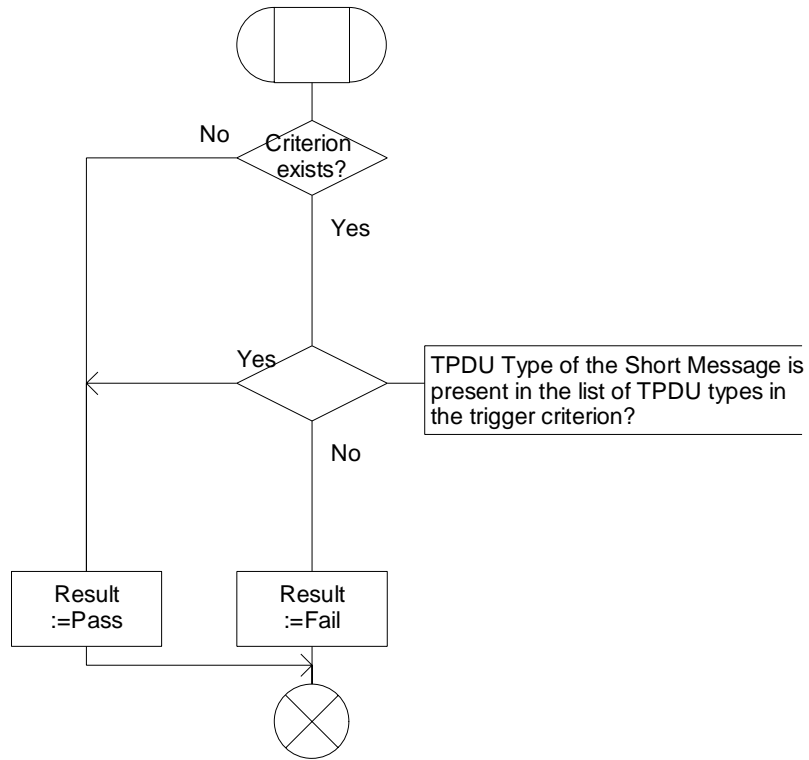 No
Criterion
exists?
Yes
Yes
TPDU Type of the Short Message is
present in the list of TPDU types in
the trigger criterion?
No
Result
:=Pass
Result
:=Fail